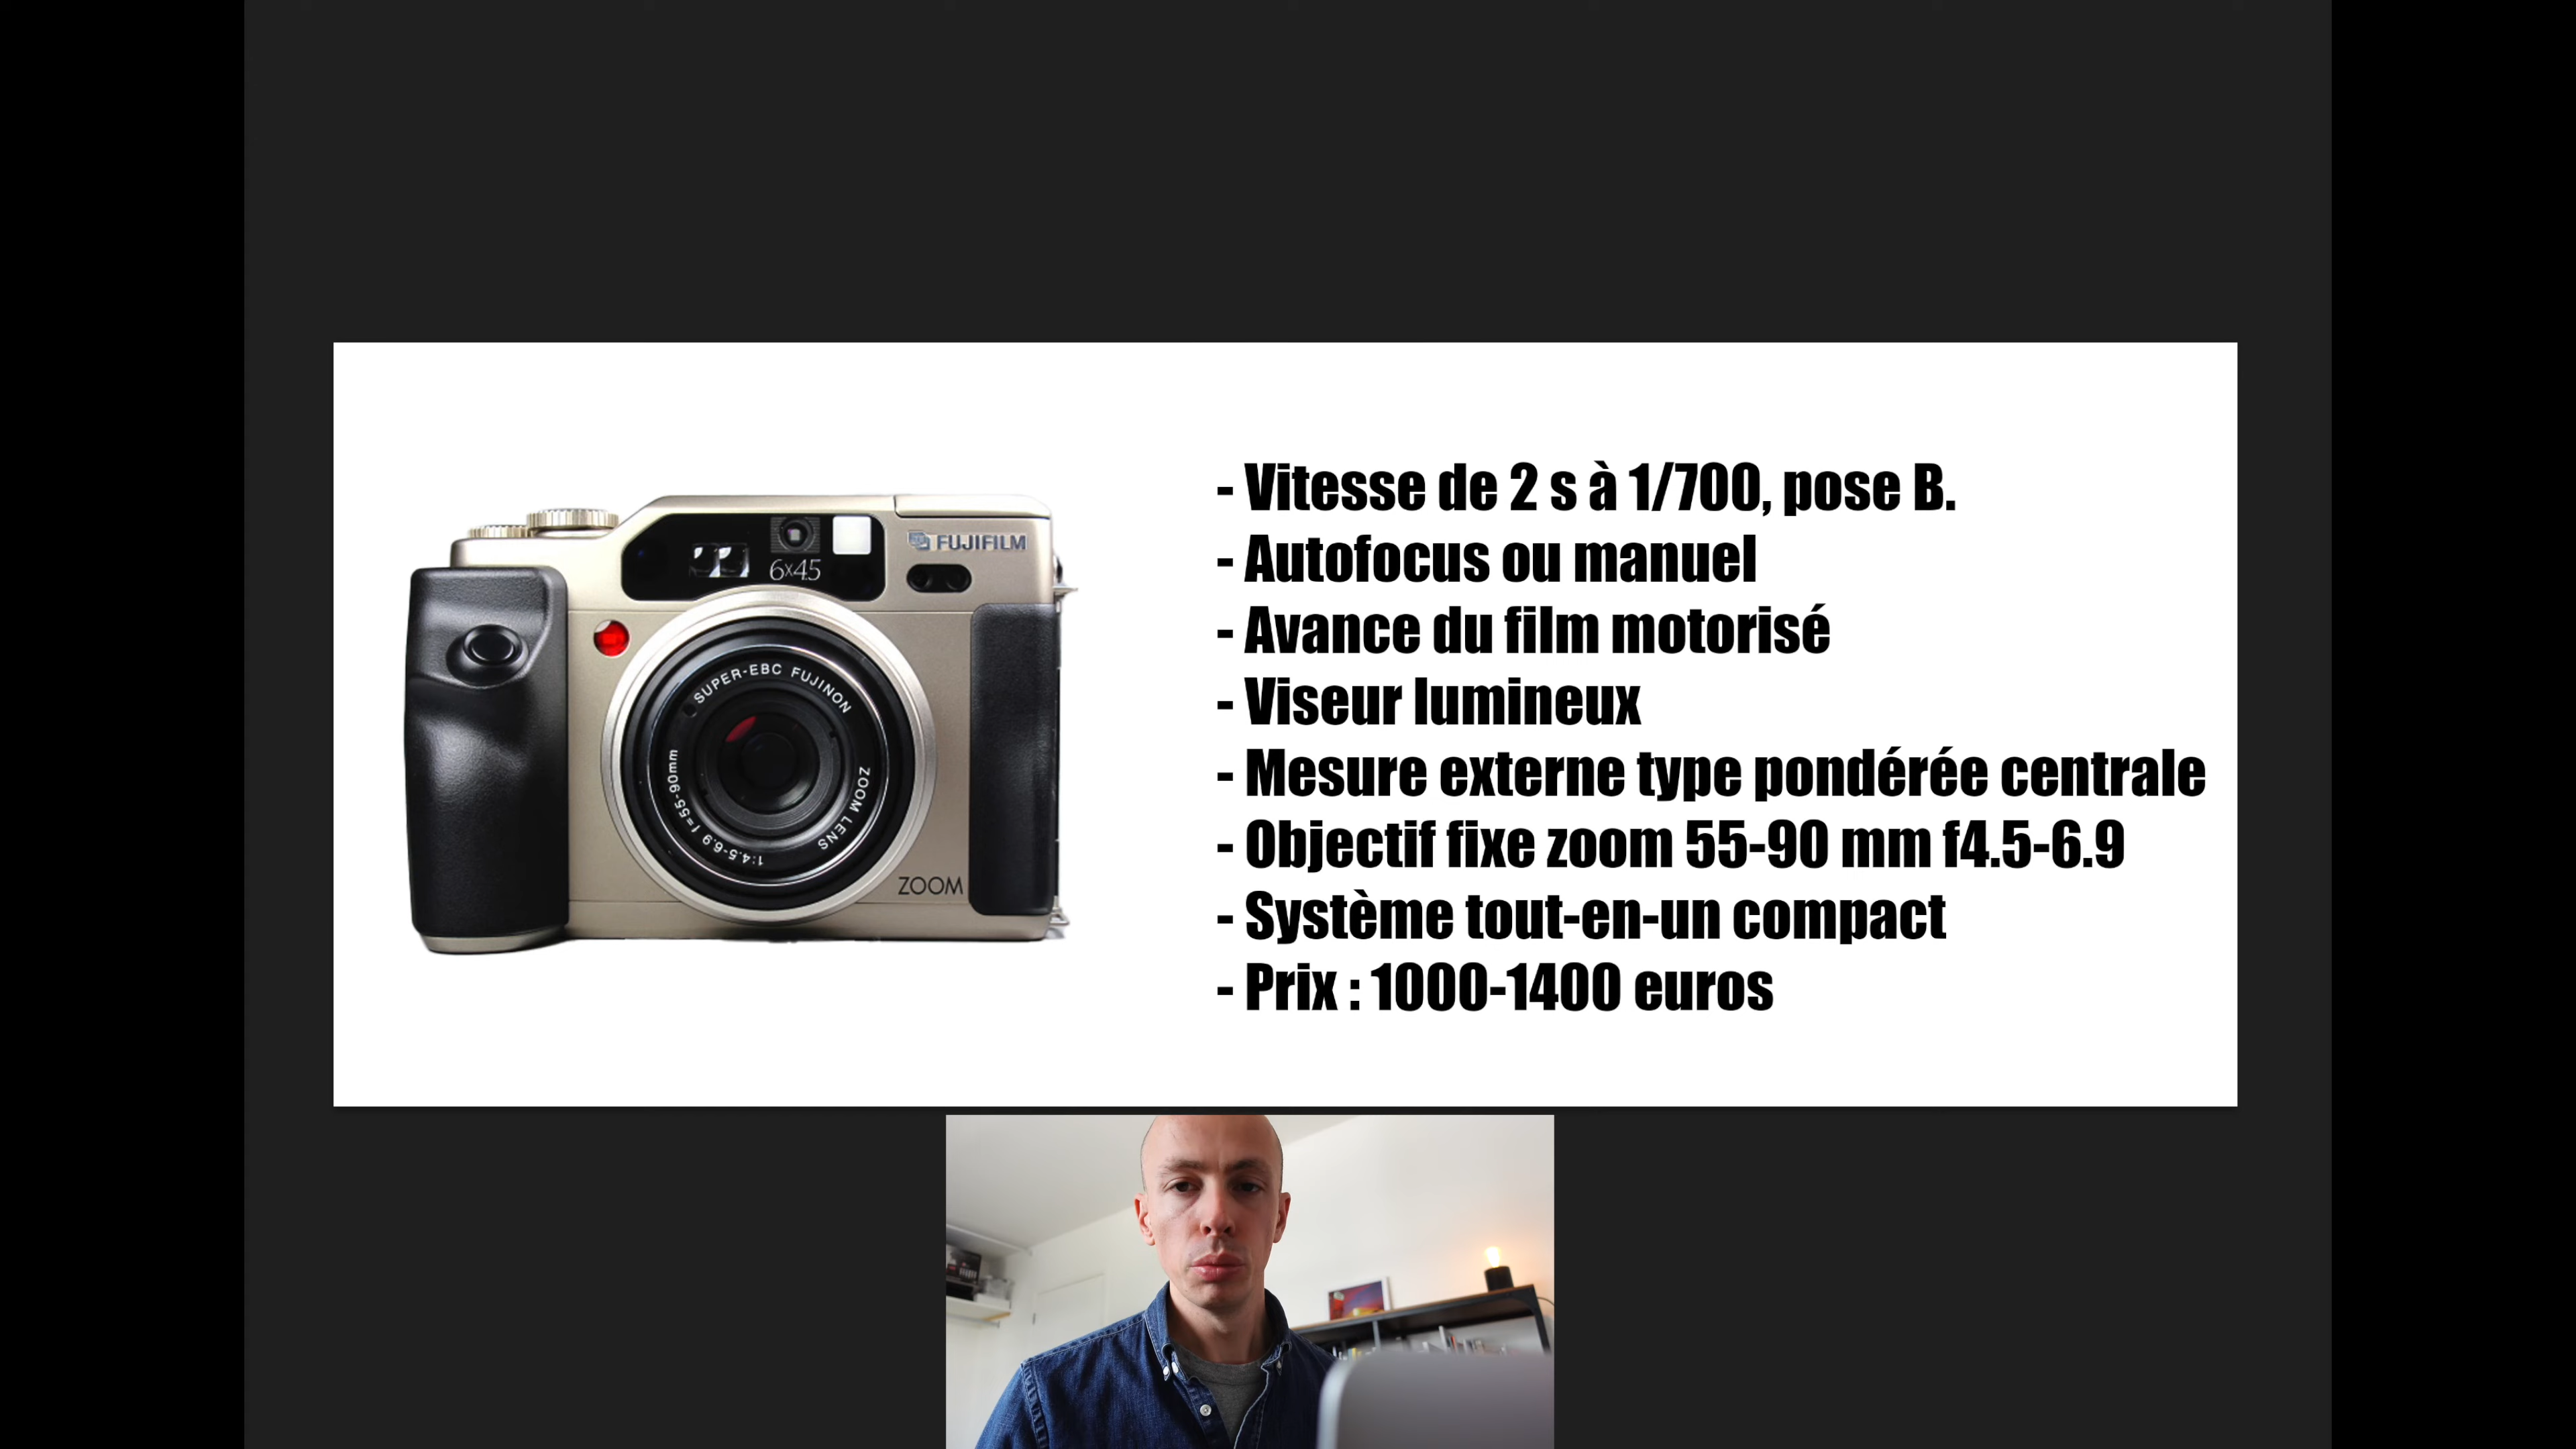 FUJIFILM
6x45
SUPER-EBC FUJINON
ZOOM LENS
1:4.5-6.9 f=55-90mm
ZOOM
- Vitesse de 2 s à 1/700, pose B.
- Autofocus ou manuel
- Avance du film motorisé
- Viseur lumineux
- Mesure externe type pondérée centrale
- Objectif fixe zoom 55-90 mm f4.5-6.9
- Système tout-en-un compact
- Prix : 1000-1400 euros